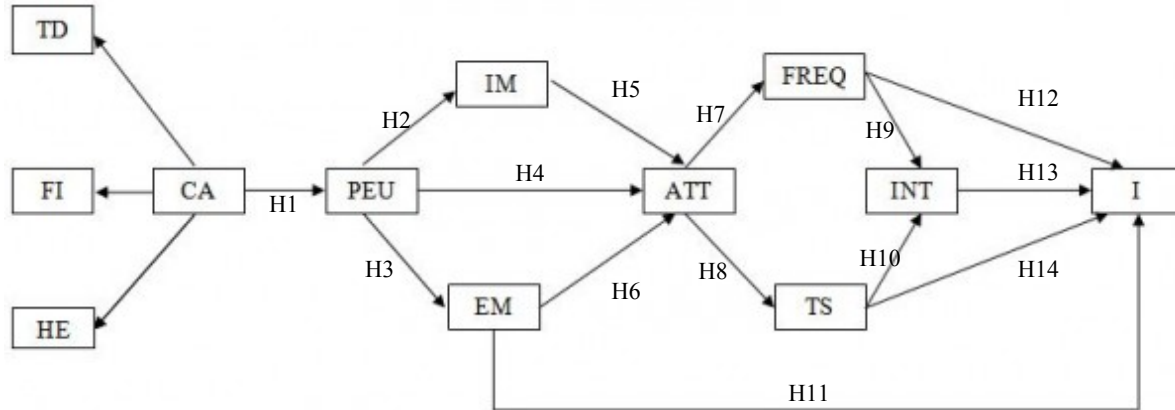 TD
FREQ
IM
H5
H12
H7
H2
H9
FI
CA
PEU
H4
ATT
INT
H13
I
H1
H3
H8
H10
H14
H6
EM
TS
HE
H11